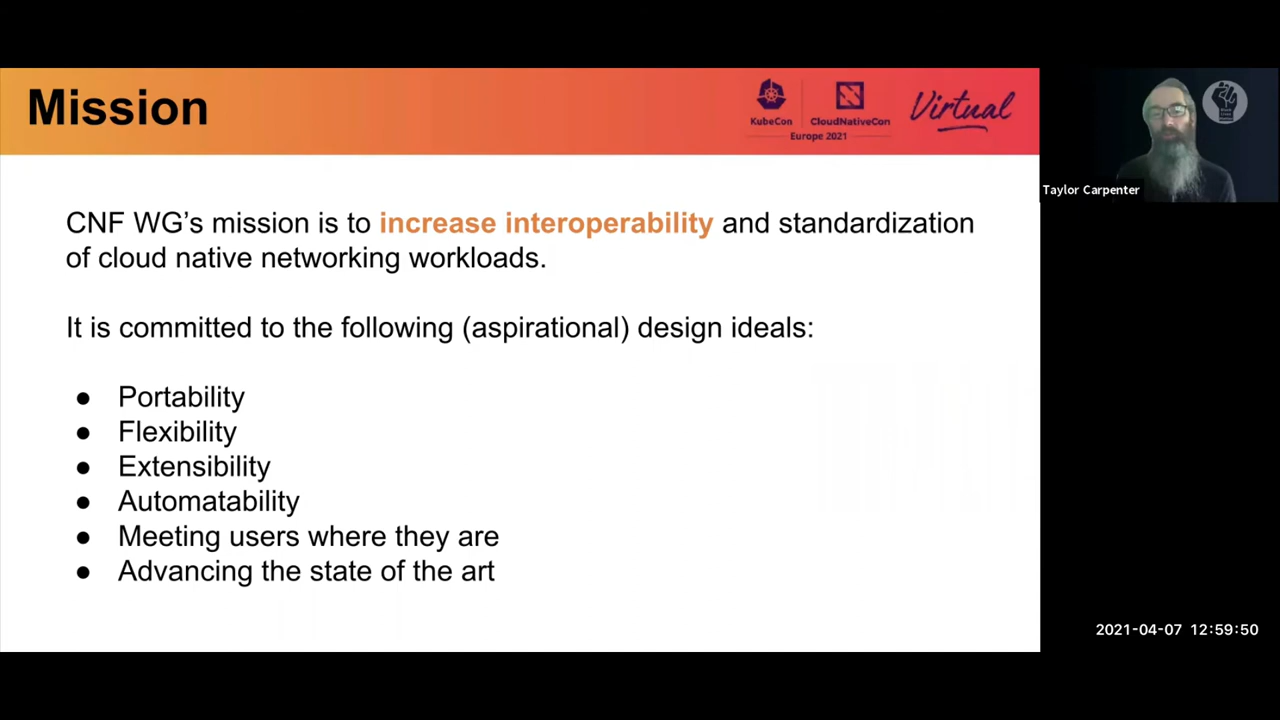 Mission
KubeCon
CloudNativeCon
Europe 2021
Virtual
CNF WG’s mission is to increase interoperability and standardization
of cloud native networking workloads.
It is committed to the following (aspirational) design ideals:
● Portability
● Flexibility
● Extensibility
● Automatability
● Meeting users where they are
● Advancing the state of the art
Taylor Carpenter
2021-04-07 12:59:50